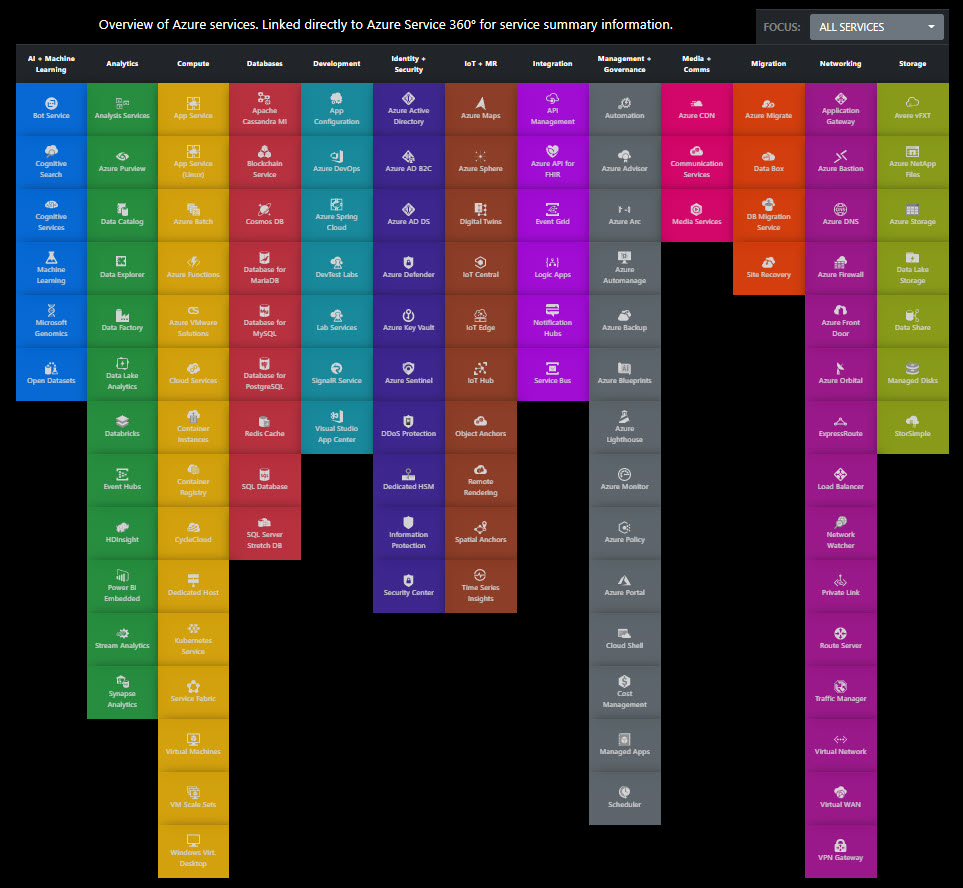 Overview of Azure services. Linked directly to Azure Service 360° for service summary information.
FOCUS:
ALL SERVICES
AI + Machine
Learning
Analytics
Compute
Databases
Development
Identity +
Security
IoT + MR
Integration
Management +
Governance
Media +
Comms
Migration
Networking
Storage
Bot Service
Cognitive
Search
Cognitive
Services
Machine
Learning
Microsoft
Genomics
Open Datasets
Analysis Services
Azure Purview
Data Catalog
Data Explorer
Data Factory
Data Lake
Analytics
Databricks
Event Hubs
HDInsight
Power BI
Embedded
Stream Analytics
Synapse
Analytics
App Service
App Service
(Linux)
Azure Batch
Azure Functions
CS
Azure VMware
Solutions
Cloud Services
Container
Instances
Container
Registry
CycleCloud
Dedicated Host
Kubernetes
Service
Service Fabric
Virtual Machines
VM Scale Sets
Windows Virt.
Desktop
Apache
Cassandra MI
Blockchain
Service
Cosmos DB
Database for
MariaDB
Database for
MySQL
Database for
PostgreSQL
Redis Cache
SQL Database
SQL Server
Stretch DB
App
Configuration
Azure DevOps
Azure Spring
Cloud
DevTest Labs
Lab Services
SignalR Service
Visual Studio
App Center
Azure Active
Directory
Azure AD B2C
Azure AD DS
Azure Defender
Azure Key Vault
Azure Sentinel
DDoS Protection
Dedicated HSM
Information
Protection
Security Center
Azure Maps
Azure Sphere
Digital Twins
IoT Central
IoT Edge
IoT Hub
Object Anchors
Remote
Rendering
Spatial Anchors
Time Series
Insights
API
Management
Azure API for
FHIR
Event Grid
Logic Apps
Notification
Hubs
Service Bus
Automation
Azure Advisor
Azure Arc
Azure
Automanage
Azure Backup
Azure Blueprints
Azure
Lighthouse
Azure Monitor
Azure Policy
Azure Portal
Cloud Shell
Cost
Management
Managed Apps
Scheduler
Azure CDN
Communication
Services
Media Services
Azure Migrate
Data Box
DB Migration
Service
Site Recovery
Application
Gateway
Azure Bastion
Azure DNS
Azure Firewall
Azure Front
Door
Azure Orbital
ExpressRoute
Load Balancer
Network
Watcher
Private Link
Route Server
Traffic Manager
Virtual Network
Virtual WAN
VPN Gateway
Avere vFXT
Azure NetApp
Files
Azure Storage
Data Lake
Storage
Data Share
Managed Disks
StorSimple